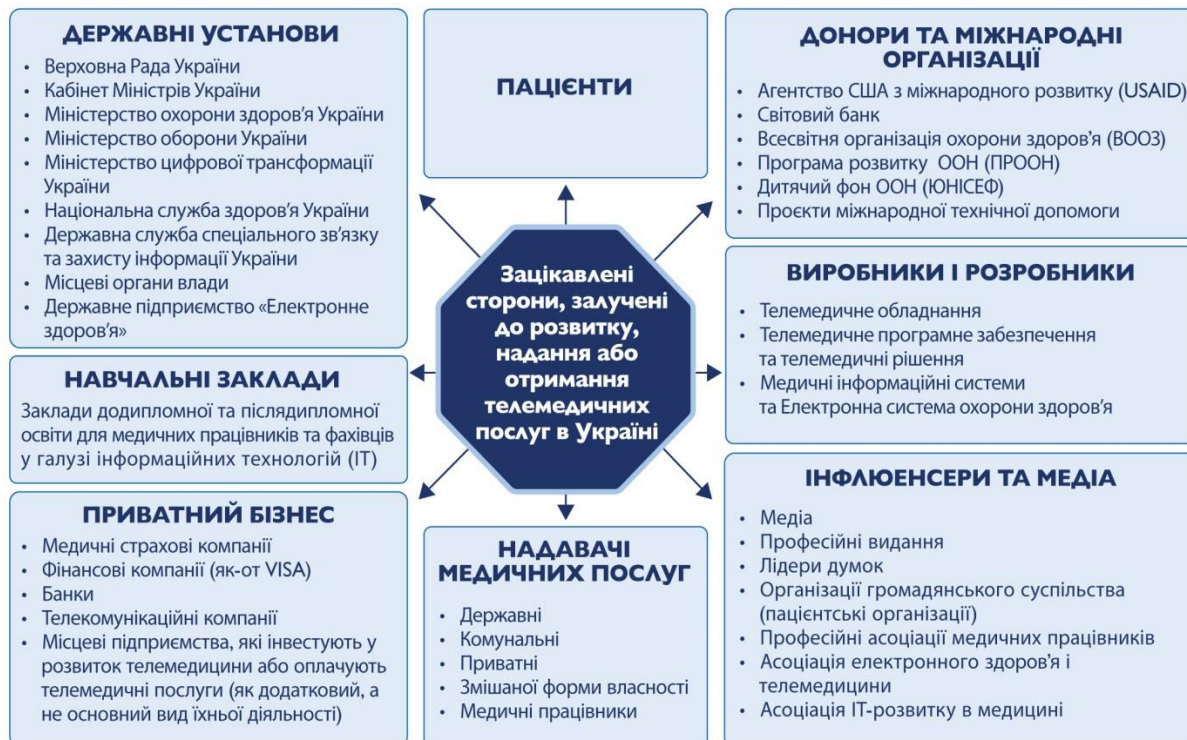 ДЕРЖАВНІ УСТАНОВИ
• Верховна Рада України
• Кабінет Міністрів України
• Міністерство охорони здоров'я України
• Міністерство оборони України
• Міністерство цифрової трансформації
України
• Національна служба здоров'я України
• Державна служба спеціального зв'язку
та захисту інформації України
• Місцеві органи влади
• Державне підприємство «Електронне
здоров'я»
ПАЦІЄНТИ
ДОНОРИ ТА МІЖНАРОДНІ
ОРГАНІЗАЦІЇ
• Агентство США з міжнародного розвитку (USAID)
• Світовий банк
• Всесвітня організація охорони здоров'я (ВООЗ)
• Програма розвитку ООН (ПРООН)
• Дитячий фон ООН (ЮНІСЕФ)
• Проєкти міжнародної технічної допомоги
Зацікавлені
сторони, залучені
до розвитку,
надання або
отримання
телемедичних
послуг в Україні
ВИРОБНИКИ І РОЗРОБНИКИ
• Телемедичне обладнання
• Телемедичне програмне забезпечення
та телемедичні рішення
• Медичні інформаційні системи
та Електронна система охорони здоров'я
НАВЧАЛЬНІ ЗАКЛАДИ
Заклади додипломної та післядипломної
освіти для медичних працівників та фахівців
у галузі інформаційних технологій (ІТ)
ПРИВАТНИЙ БІЗНЕС
• Медичні страхові компанії
• Фінансові компанії (як-от VISA)
• Банки
• Телекомунікаційні компанії
• Місцеві підприємства, які інвестують у
розвиток телемедицини або оплачують
телемедичні послуги (як додатковий, а
не основний вид їхньої діяльності)
НАДАВАЧІ
МЕДИЧНИХ ПОСЛУГ
• Державні
• Комунальні
• Приватні
• Змішаної форми власності
• Медичні працівники
ІНФЛЮЕНСЕРИ ТА МЕДІА
• Медіа
• Професійні видання
• Лідери думок
• Організації громадянського суспільства
(пацієнтські організації)
• Професійні асоціації медичних працівників
• Асоціація електронного здоров'я і
телемедицини
• Асоціація ІТ-розвитку в медицині